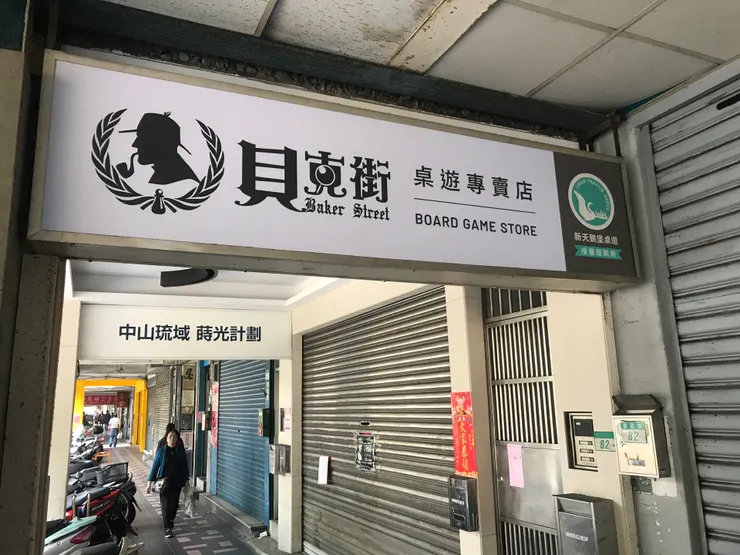 貝克街
Baker Street
桌遊專賣店
BOARD GAME STORE
新天鵝堡桌遊
中山琉域 蒔光計劃
82
82